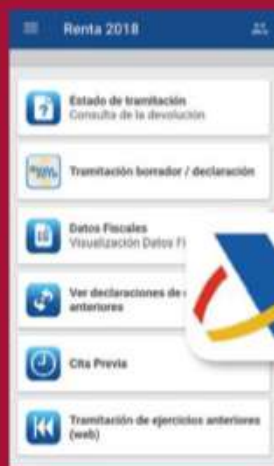 Renta 2018
Estado de tramitación
Consulta de la devolución
Tramitación borrador / declaración
Datos Fiscales
Visualización Datos
Ver declaraciones de
anteriores
Cita Previa
Tramitación de ejercicios anteriores
(web)